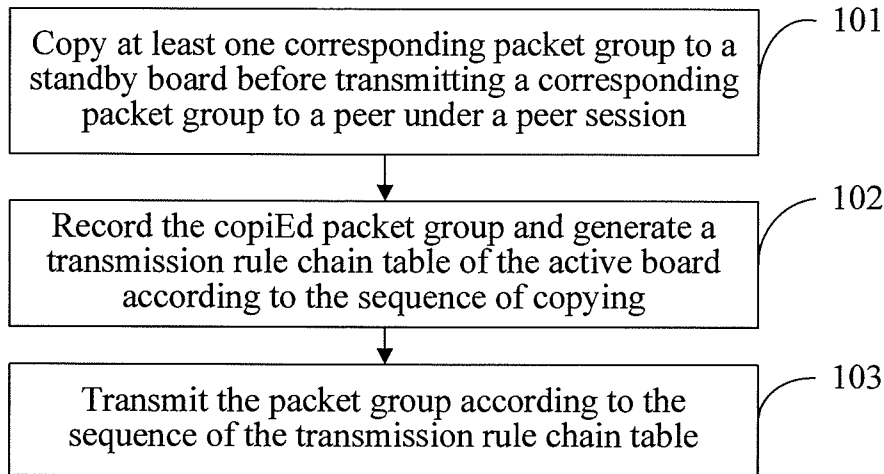 101
Copy at least one corresponding packet group to a
standby board before transmitting a corresponding
packet group to a peer under a peer session
102
Record the copiEd packet group and generate a
transmission rule chain table of the active board
according to the sequence of copying
103
Transmit the packet group according to the
sequence of the transmission rule chain table